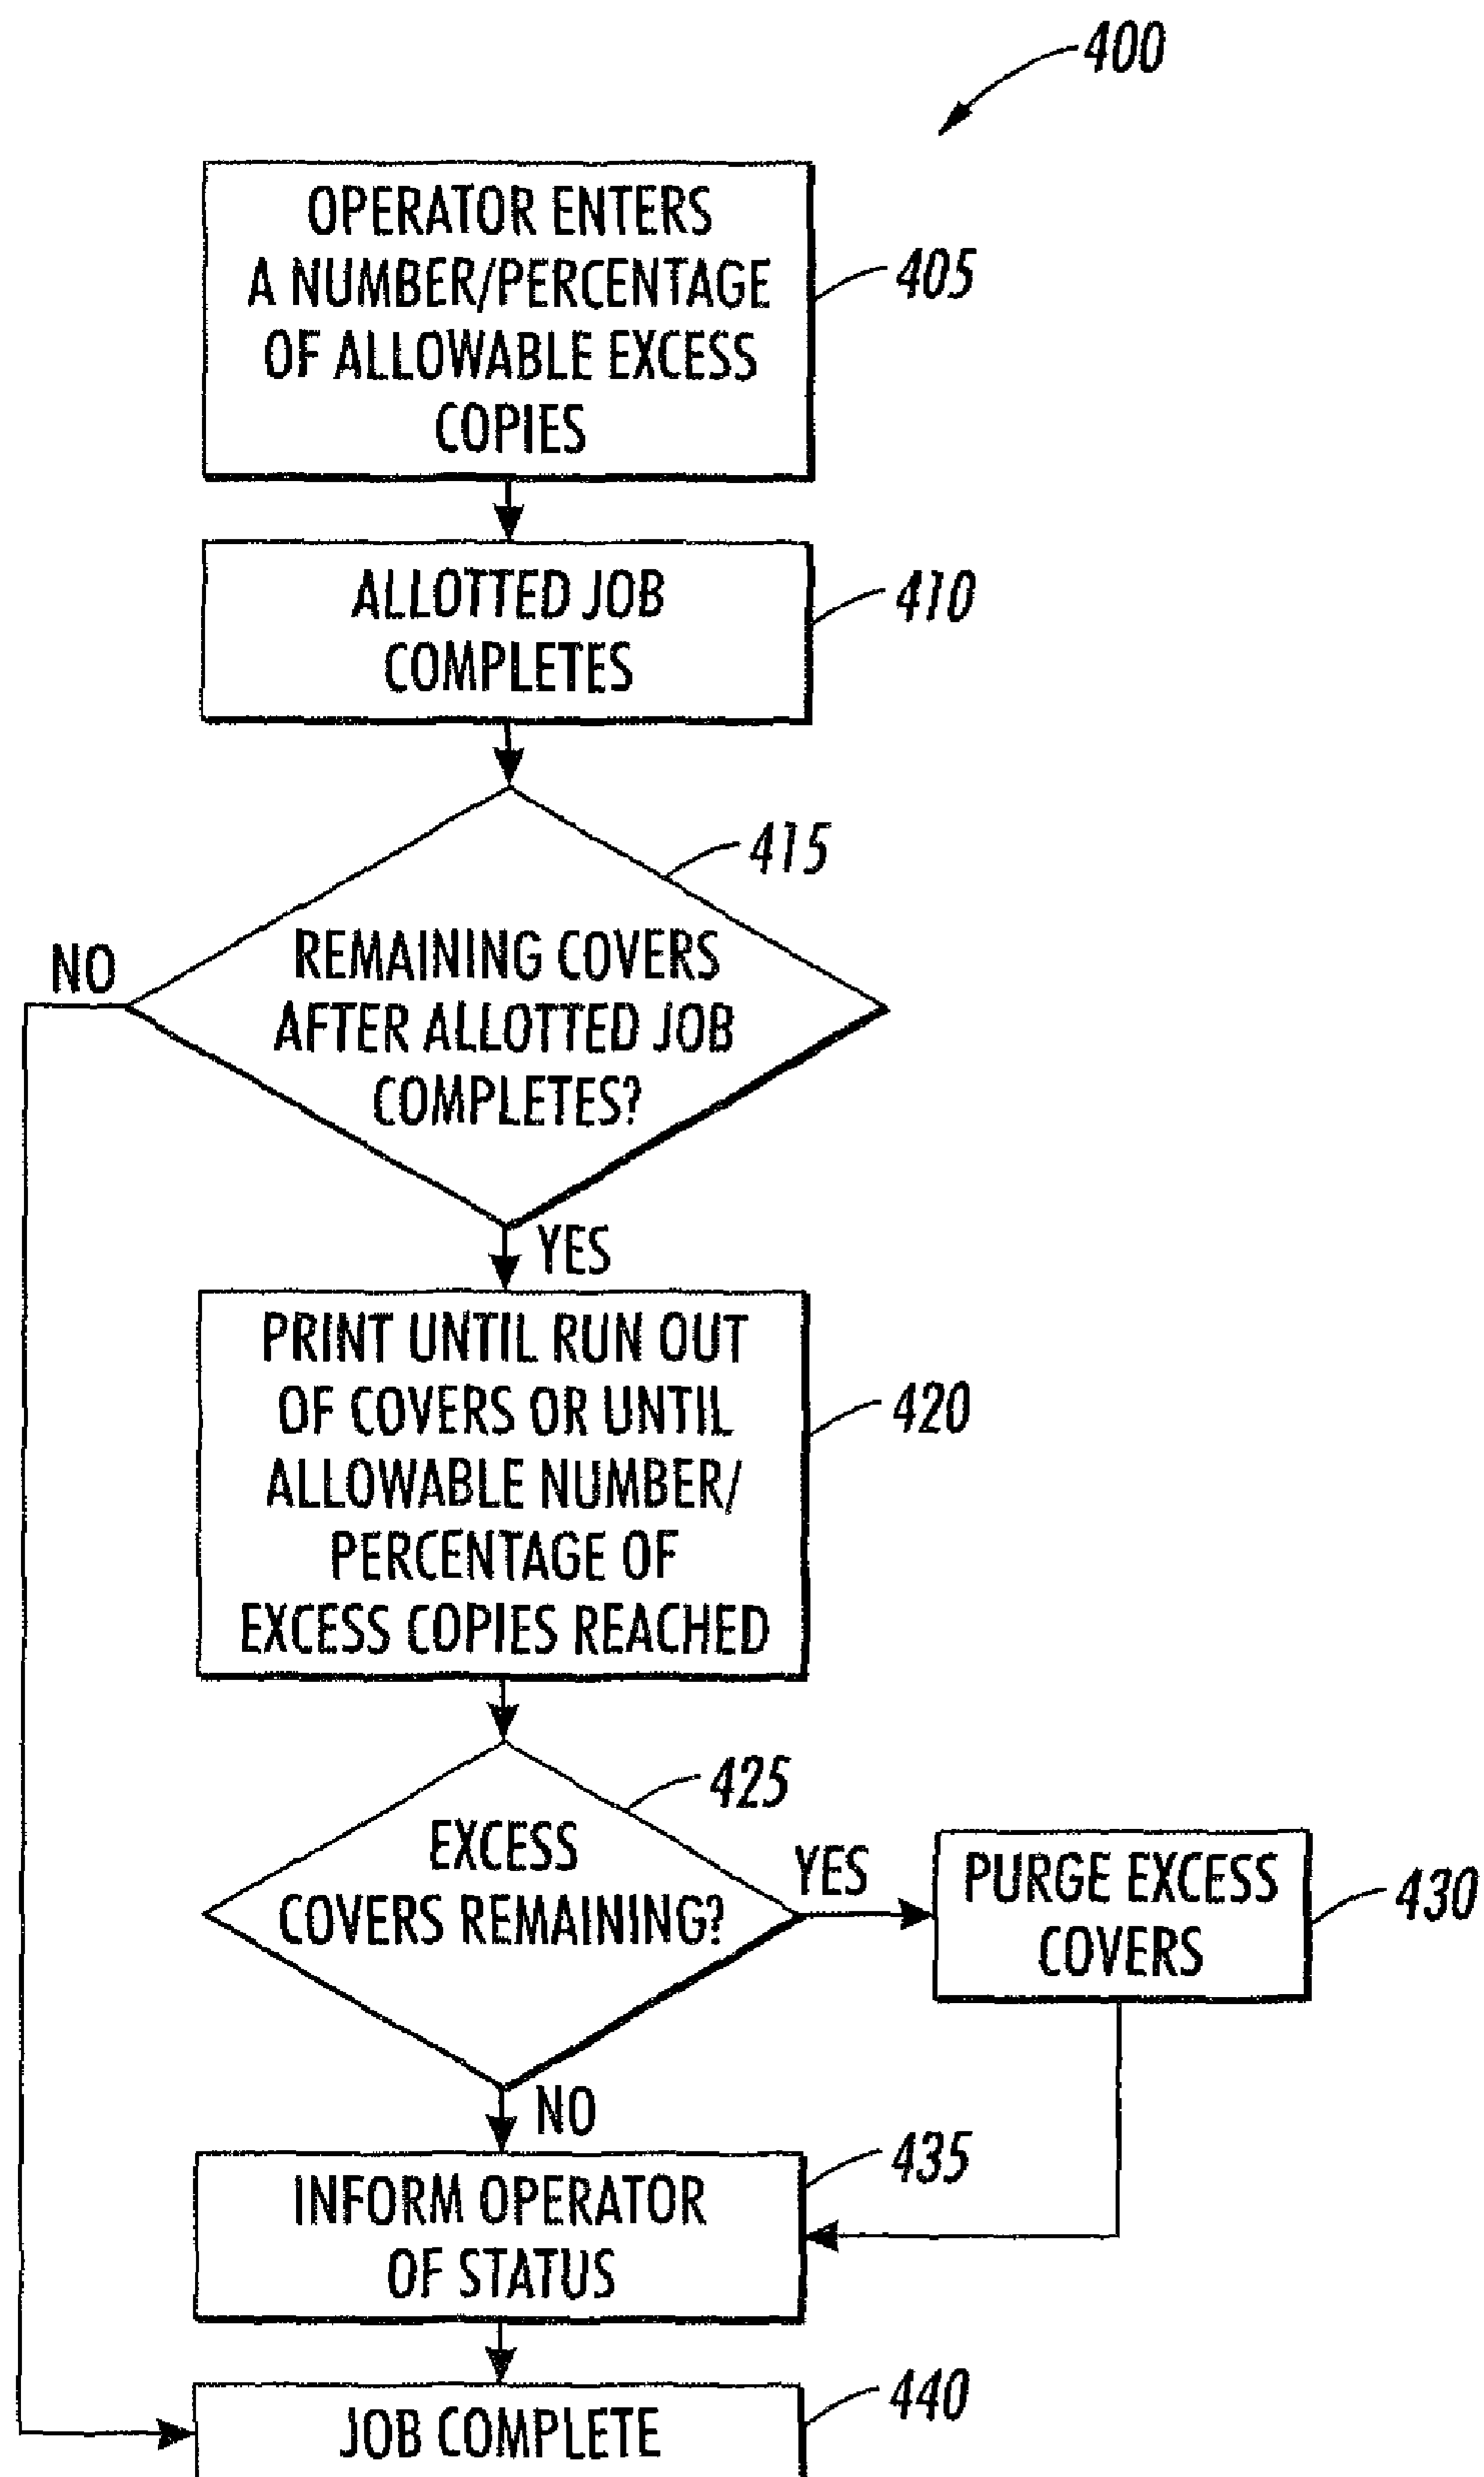 400
OPERATOR ENTERS
A NUMBER/PERCENTAGE
OF ALLOWABLE EXCESS
COPIES
405
ALLOTTED JOB
COMPLETES
410
415
NO
REMAINING COVERS
AFTER ALLOTTED JOB
COMPLETES?
YES
PRINT UNTIL RUN OUT
OF COVERS OR UNTIL
ALLOWABLE NUMBER/
PERCENTAGE OF
EXCESS COPIES REACHED
420
425
EXCESS
COVERS REMAINING?
YES
PURGE EXCESS
COVERS
430
NO
INFORM OPERATOR
OF STATUS
435
JOB COMPLETE
440